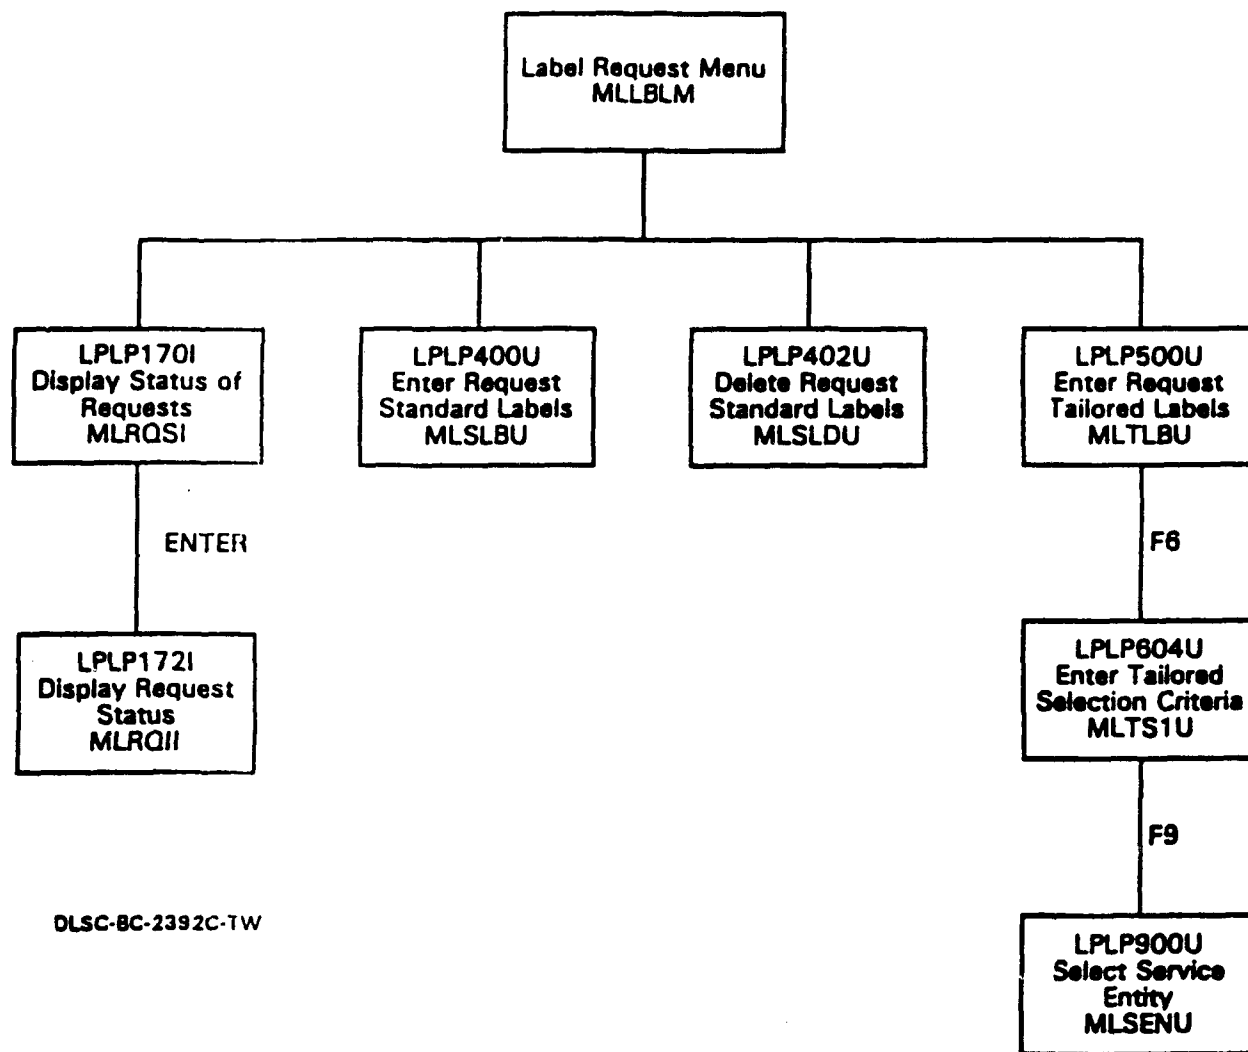 Label Request Menu
MLLBLM
LPLP170I
Display Status of
Requests
MLRQSI
LPLP400U
Enter Request
Standard Labels
MLSLBU
LPLP402U
Delete Request
Standard Labels
MLSLDU
LPLP500U
Enter Request
Tailored Labels
MLTLBU
ENTER
F6
LPLP172I
Display Request
Status
MLRQII
LPLP604U
Enter Tailored
Selection Criteria
MLTS1U
F9
DLSC-BC-2392C-TW
LPLP900U
Select Service
Entity
MLSENU